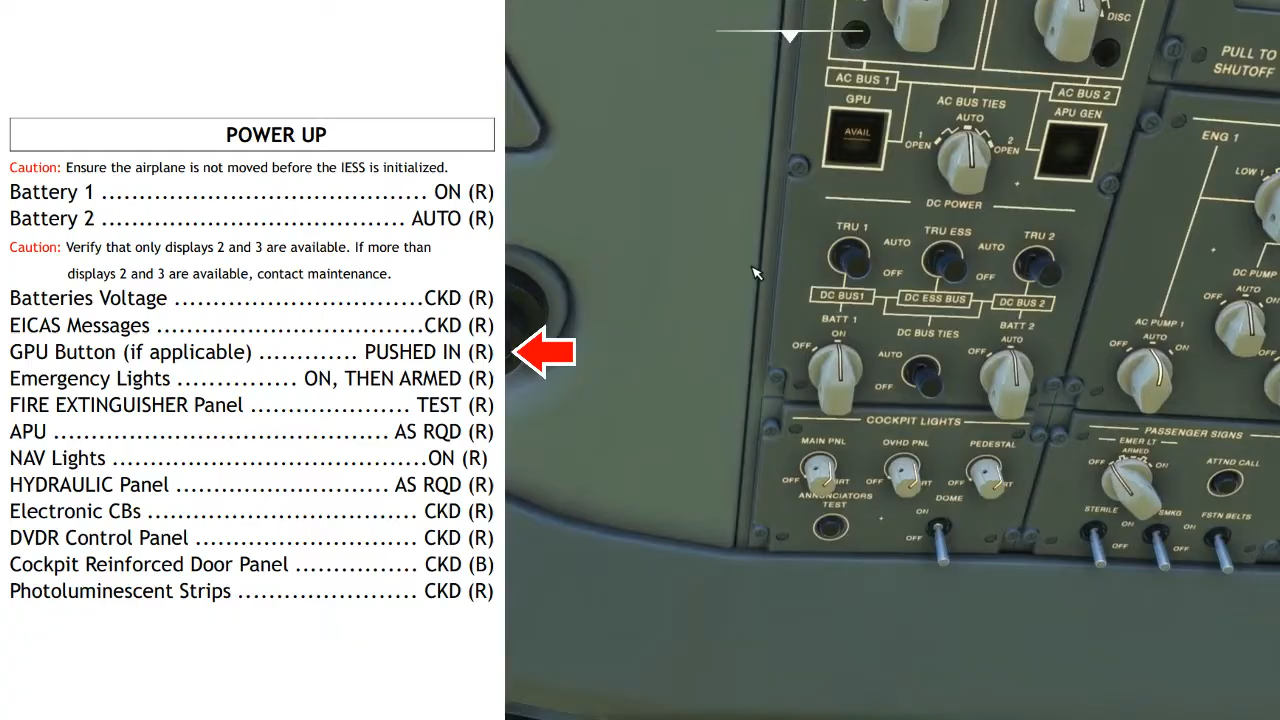 POWER UP
Caution: Ensure the airplane is not moved before the IESS is initialized.
Battery 1 ........................................... ON (R)
Battery 2 ........................................ AUTO (R)
Caution: Verify that only displays 2 and 3 are available. If more than
displays 2 and 3 are available, contact maintenance.
Batteries Voltage .................................CKD (R)
EICAS Messages ...................................CKD (R)
GPU Button (if applicable) ............. PUSHED IN (R)
Emergency Lights .................. ON, THEN ARMED (R)
FIRE EXTINGUISHER Panel ...................... TEST (R)
APU ............................................. AS RQD (R)
NAV Lights .........................................ON (R)
HYDRAULIC Panel ............................. AS RQD (R)
Electronic CBs .................................... CKD (R)
DVDR Control Panel .............................. CKD (R)
Cockpit Reinforced Door Panel ................ CKD (B)
Photoluminescent Strips ........................ CKD (R)
DISC
PULL TO
SHUTOFF
AC BUS 1
AC BUS 2
GPU
AC BUS TIES
APU GEN
AUTO
AVAIL
1
OPEN
2
OPEN
ENG 1
LOW 1
DC POWER
TRU 1
TRU ESS
TRU 2
AUTO
AUTO
OFF
OFF
DC PUMP
DC BUS1
DC ESS BUS
DC BUS 2
AUTO
OFF
BATT 1
DC BUS TIES
BATT 2
AC PUMP 1
ON
AUTO
AUTO
OFF
OFF
AUTO
OFF
ON
OFF
COCKPIT LIGHTS
PASSENGER SIGNS
MAIN PNL
OVHD PNL
PEDESTAL
EMER LT
ARMED
OFF
ON
ATTND CALL
OFF
BRT
OFF
BRT
OFF
BRT
ANNUNCIATORS
TEST
DOME
ON
OFF
STERILE
SMKG
FSTN BELTS
ON
ON
OFF
OFF
OFF